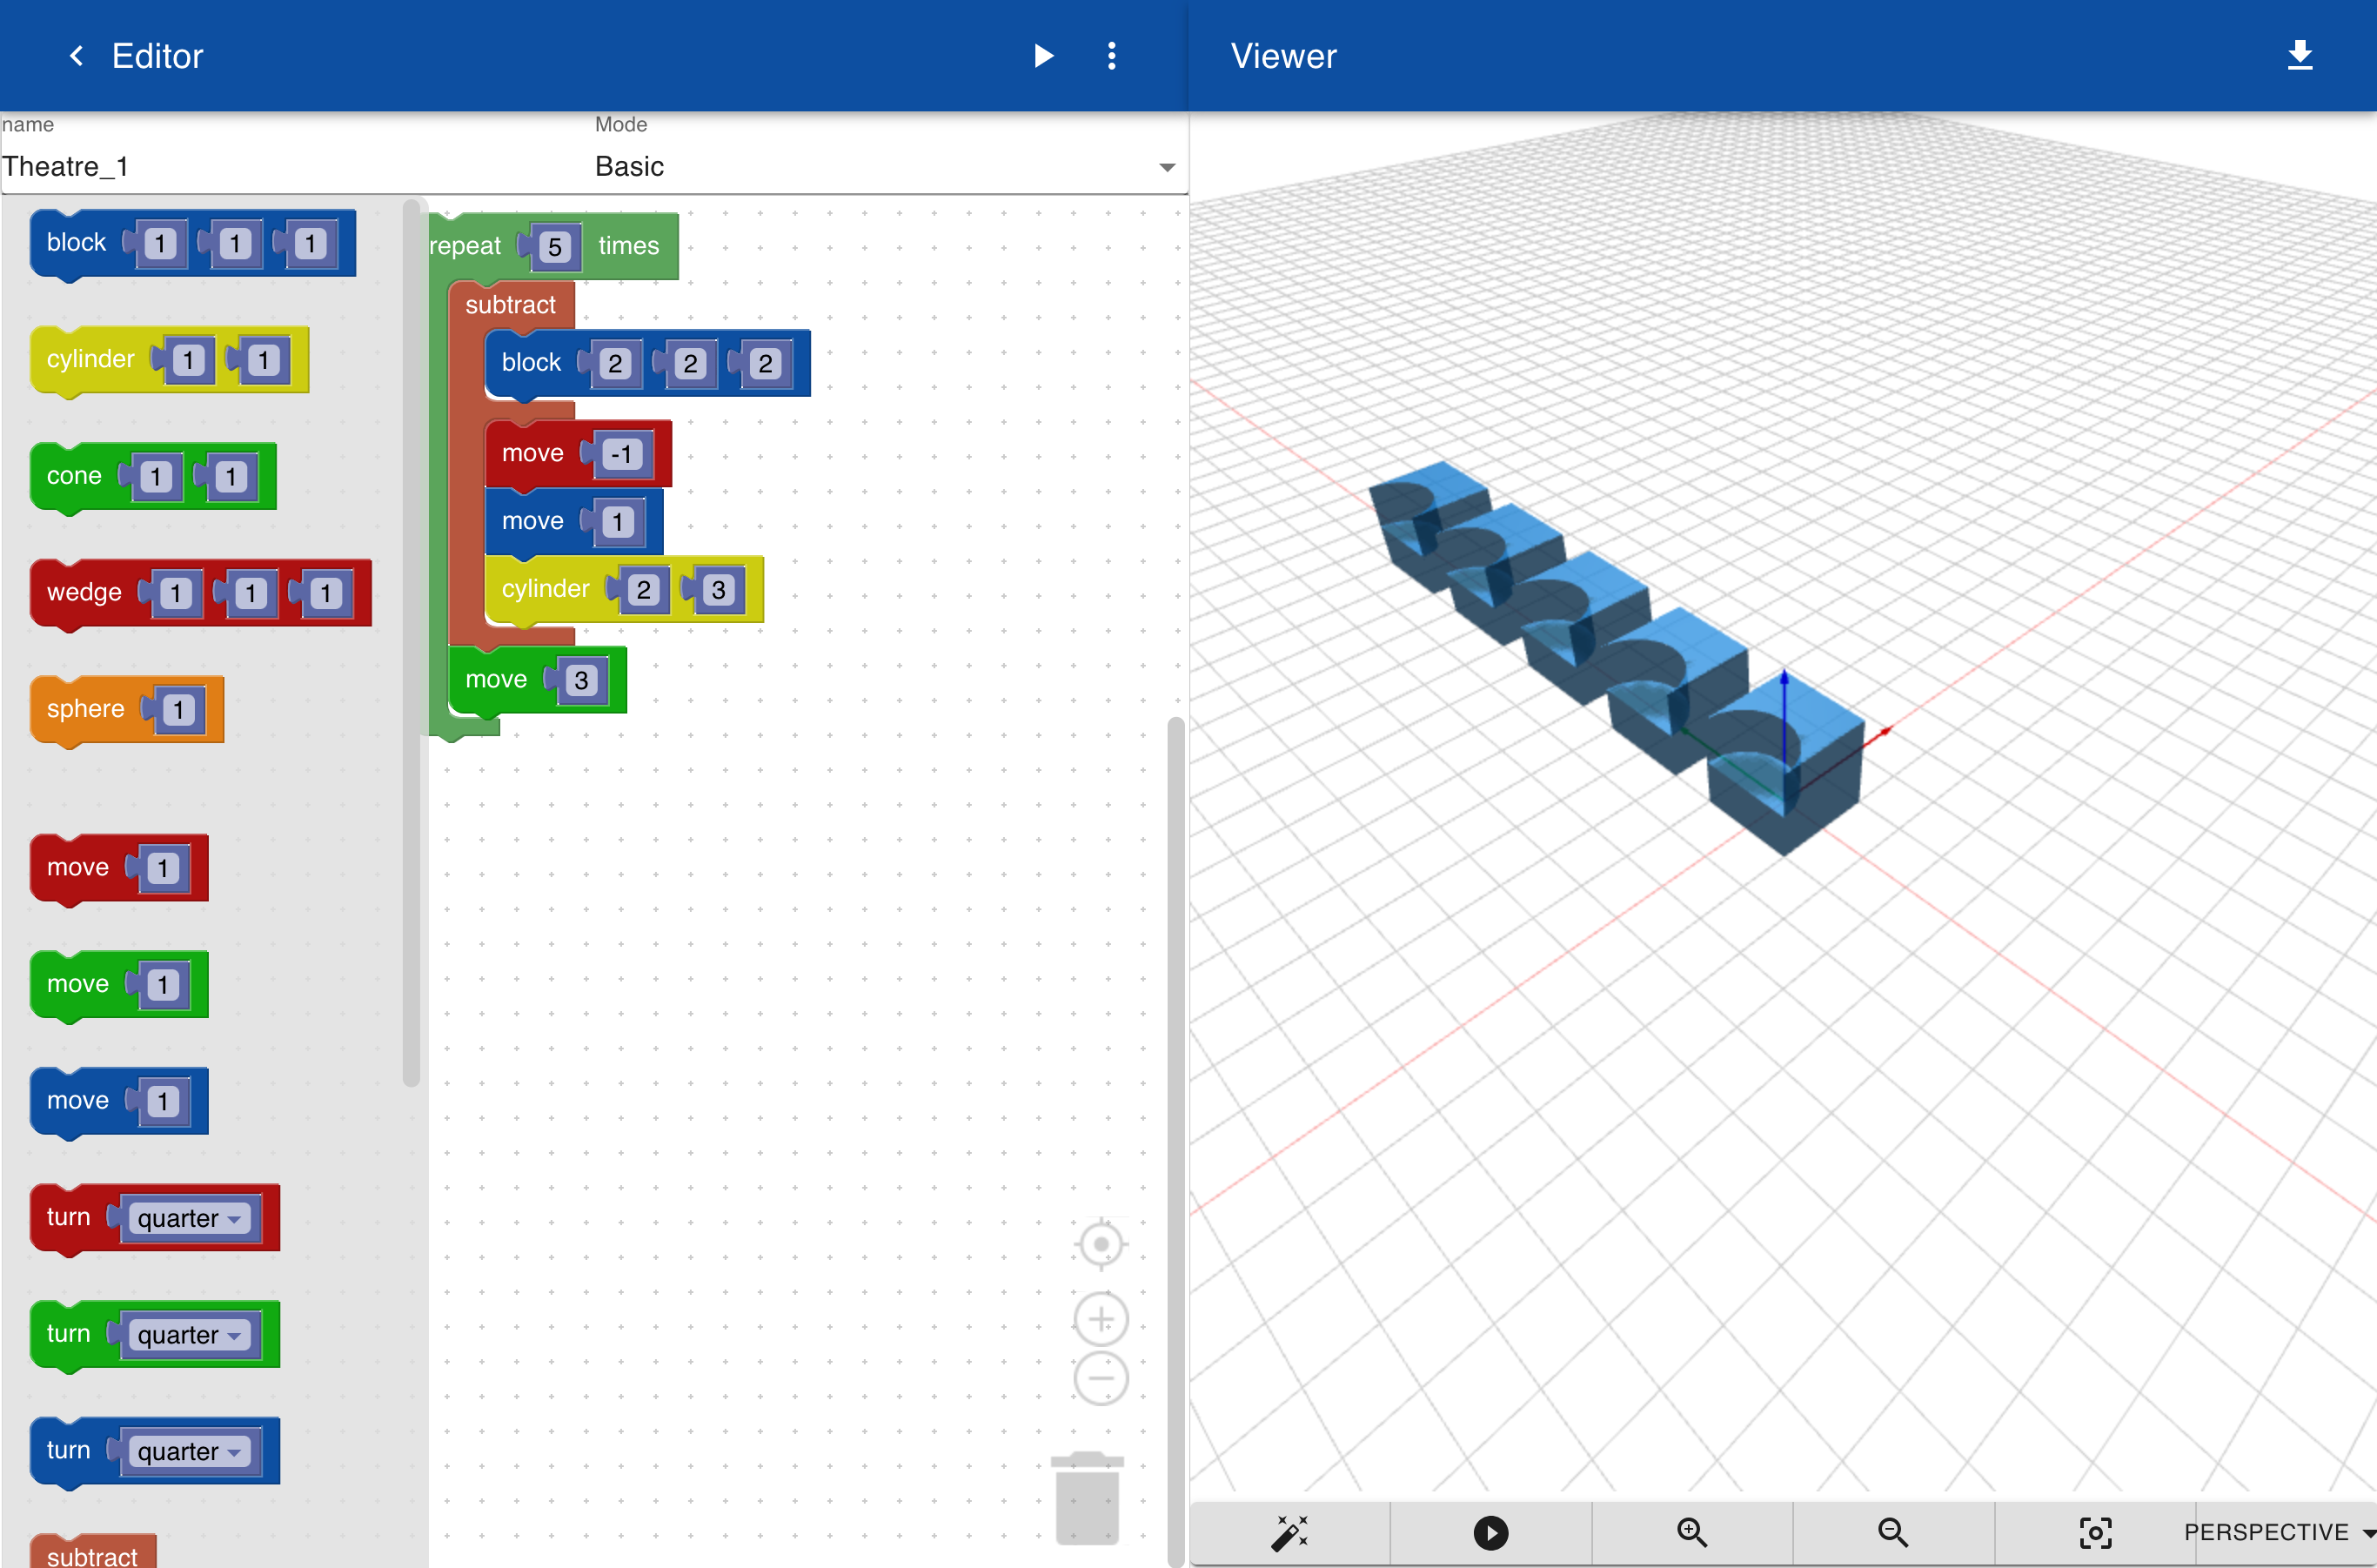 Editor
Viewer
name
Mode
Theatre_1
Basic
block 1 1 1
cylinder 1 1
cone 1 1
wedge 1 1 1
sphere 1
move 1
move 1
move 1
turn quarter
turn quarter
turn quarter
subtract
repeat 5 times
subtract
block 2 2 2
move -1
move 1
cylinder 2 3
move 3
PERSPECTIVE